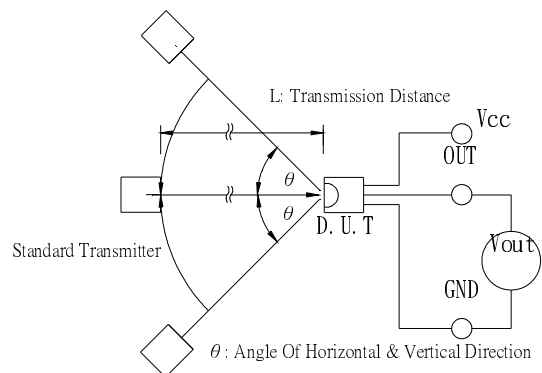 L: Transmission Distance
Vcc
OUT
θ
θ
D. U. T
Standard Transmitter
Vout
GND
θ : Angle Of Horizontal & Vertical Direction